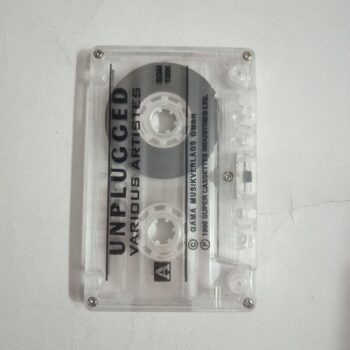 UNPLUGGED
VARIOUS ARTISTES
A
© GAMA MUSIKVERLAGS GMBH
℗ 1995 SUPER CASSETTES INDUSTRIES LTD.